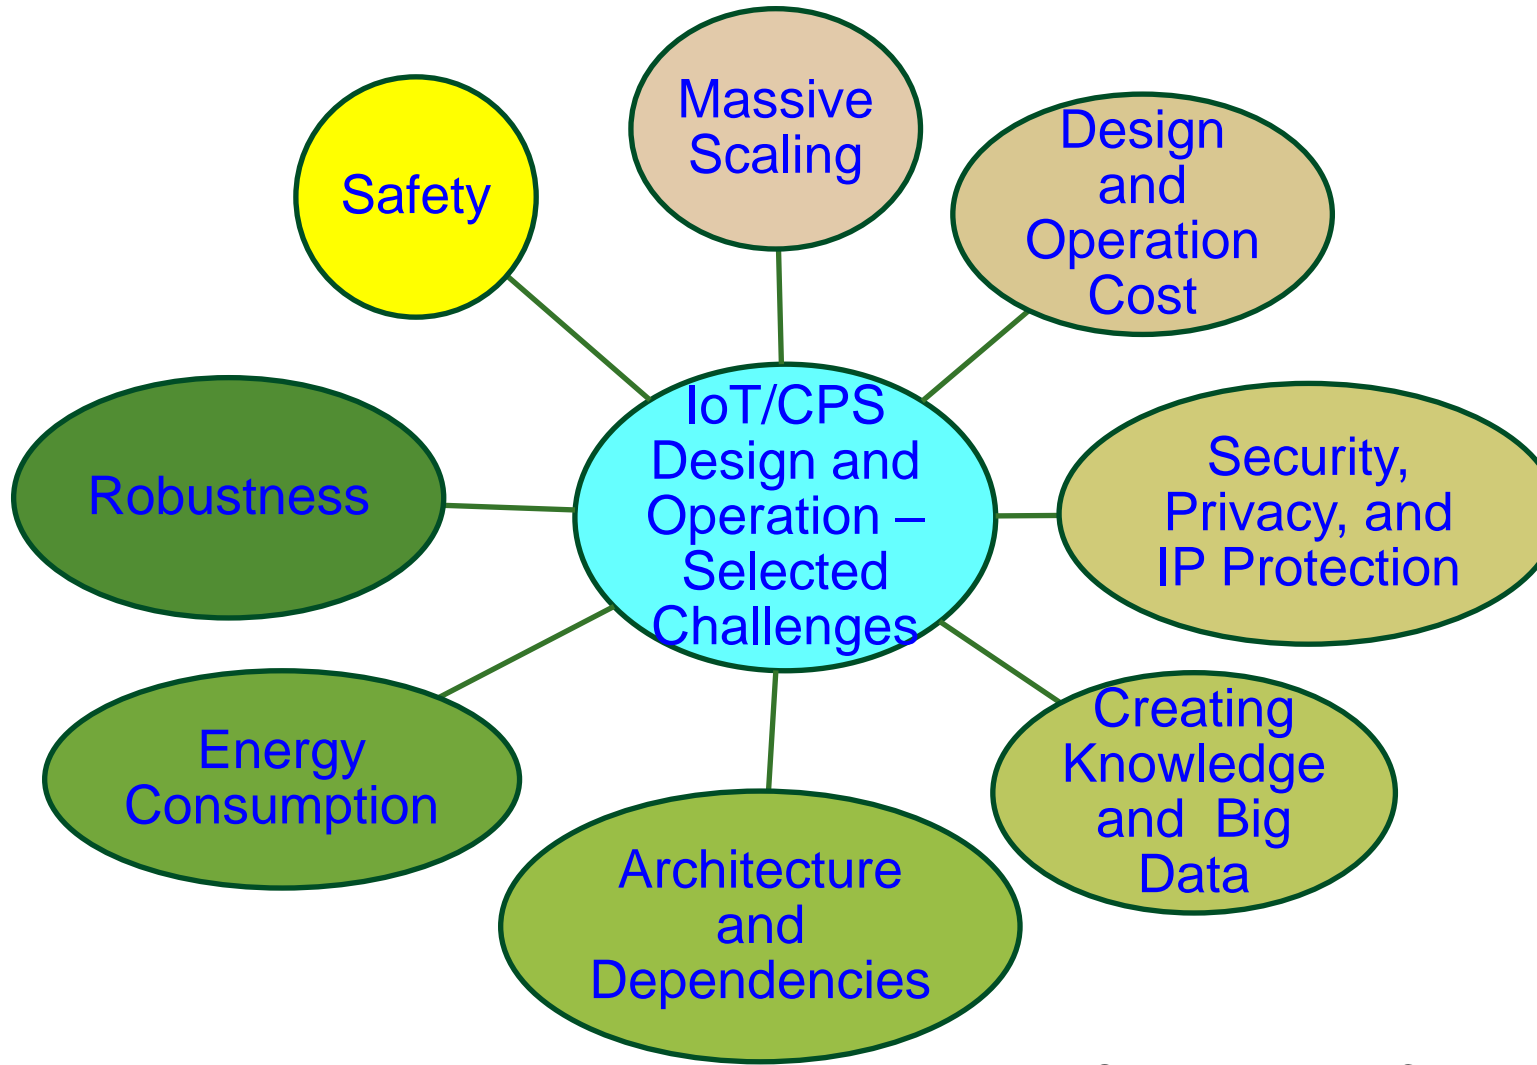 Massive
Scaling
Design
and
Operation
Cost
Safety
IoT/CPS
Design and
Operation –
Selected
Challenges
Security,
Privacy, and
IP Protection
Robustness
Creating
Knowledge
and Big
Data
Energy
Consumption
Architecture
and
Dependencies